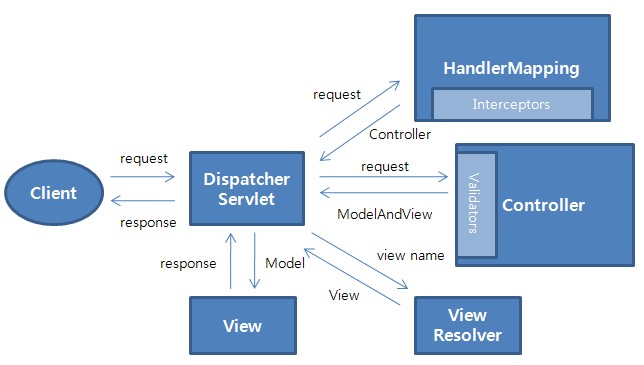 HandlerMapping
Interceptors
request
Controller
request
Client
response
Dispatcher
Servlet
request
ModelAndView
Validators
Controller
response
Model
view name
View
View
View
Resolver